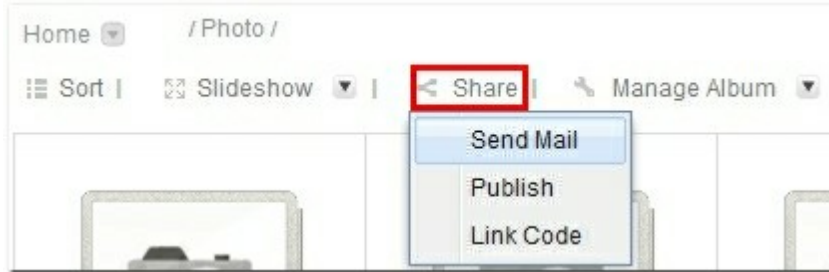 Home / Photo /
Sort | Slideshow | Share | Manage Album
Send Mail
Publish
Link Code